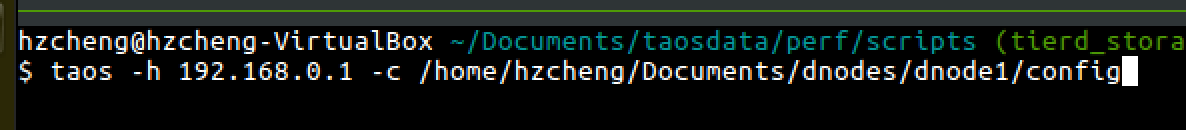 hzcheng@hzcheng-VirtualBox ~/Documents/taosdata/perf/scripts (tierd_stora
$ taos -h 192.168.0.1 -c /home/hzcheng/Documents/dnodes/dnode1/config